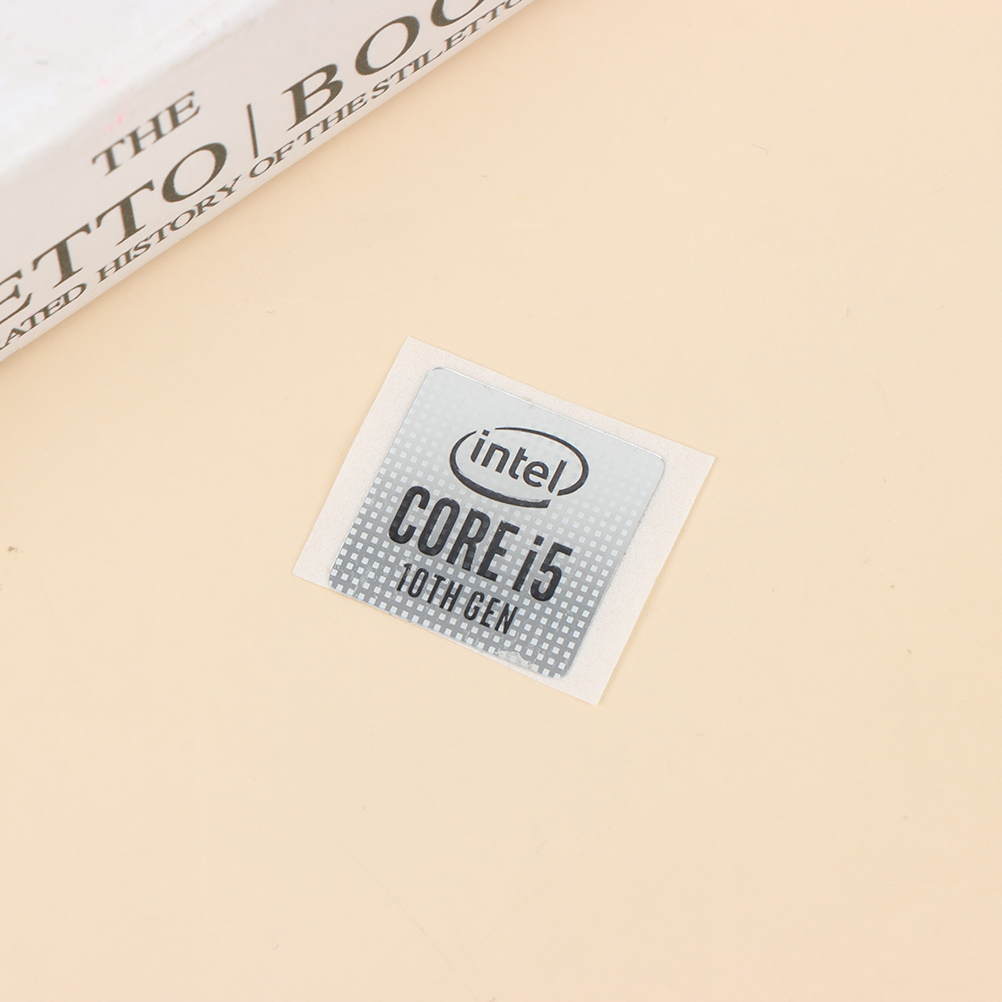 THE
ETTO | BOO
ATED HISTORY OF THE STILETTO
intel
CORE i5
10TH GEN